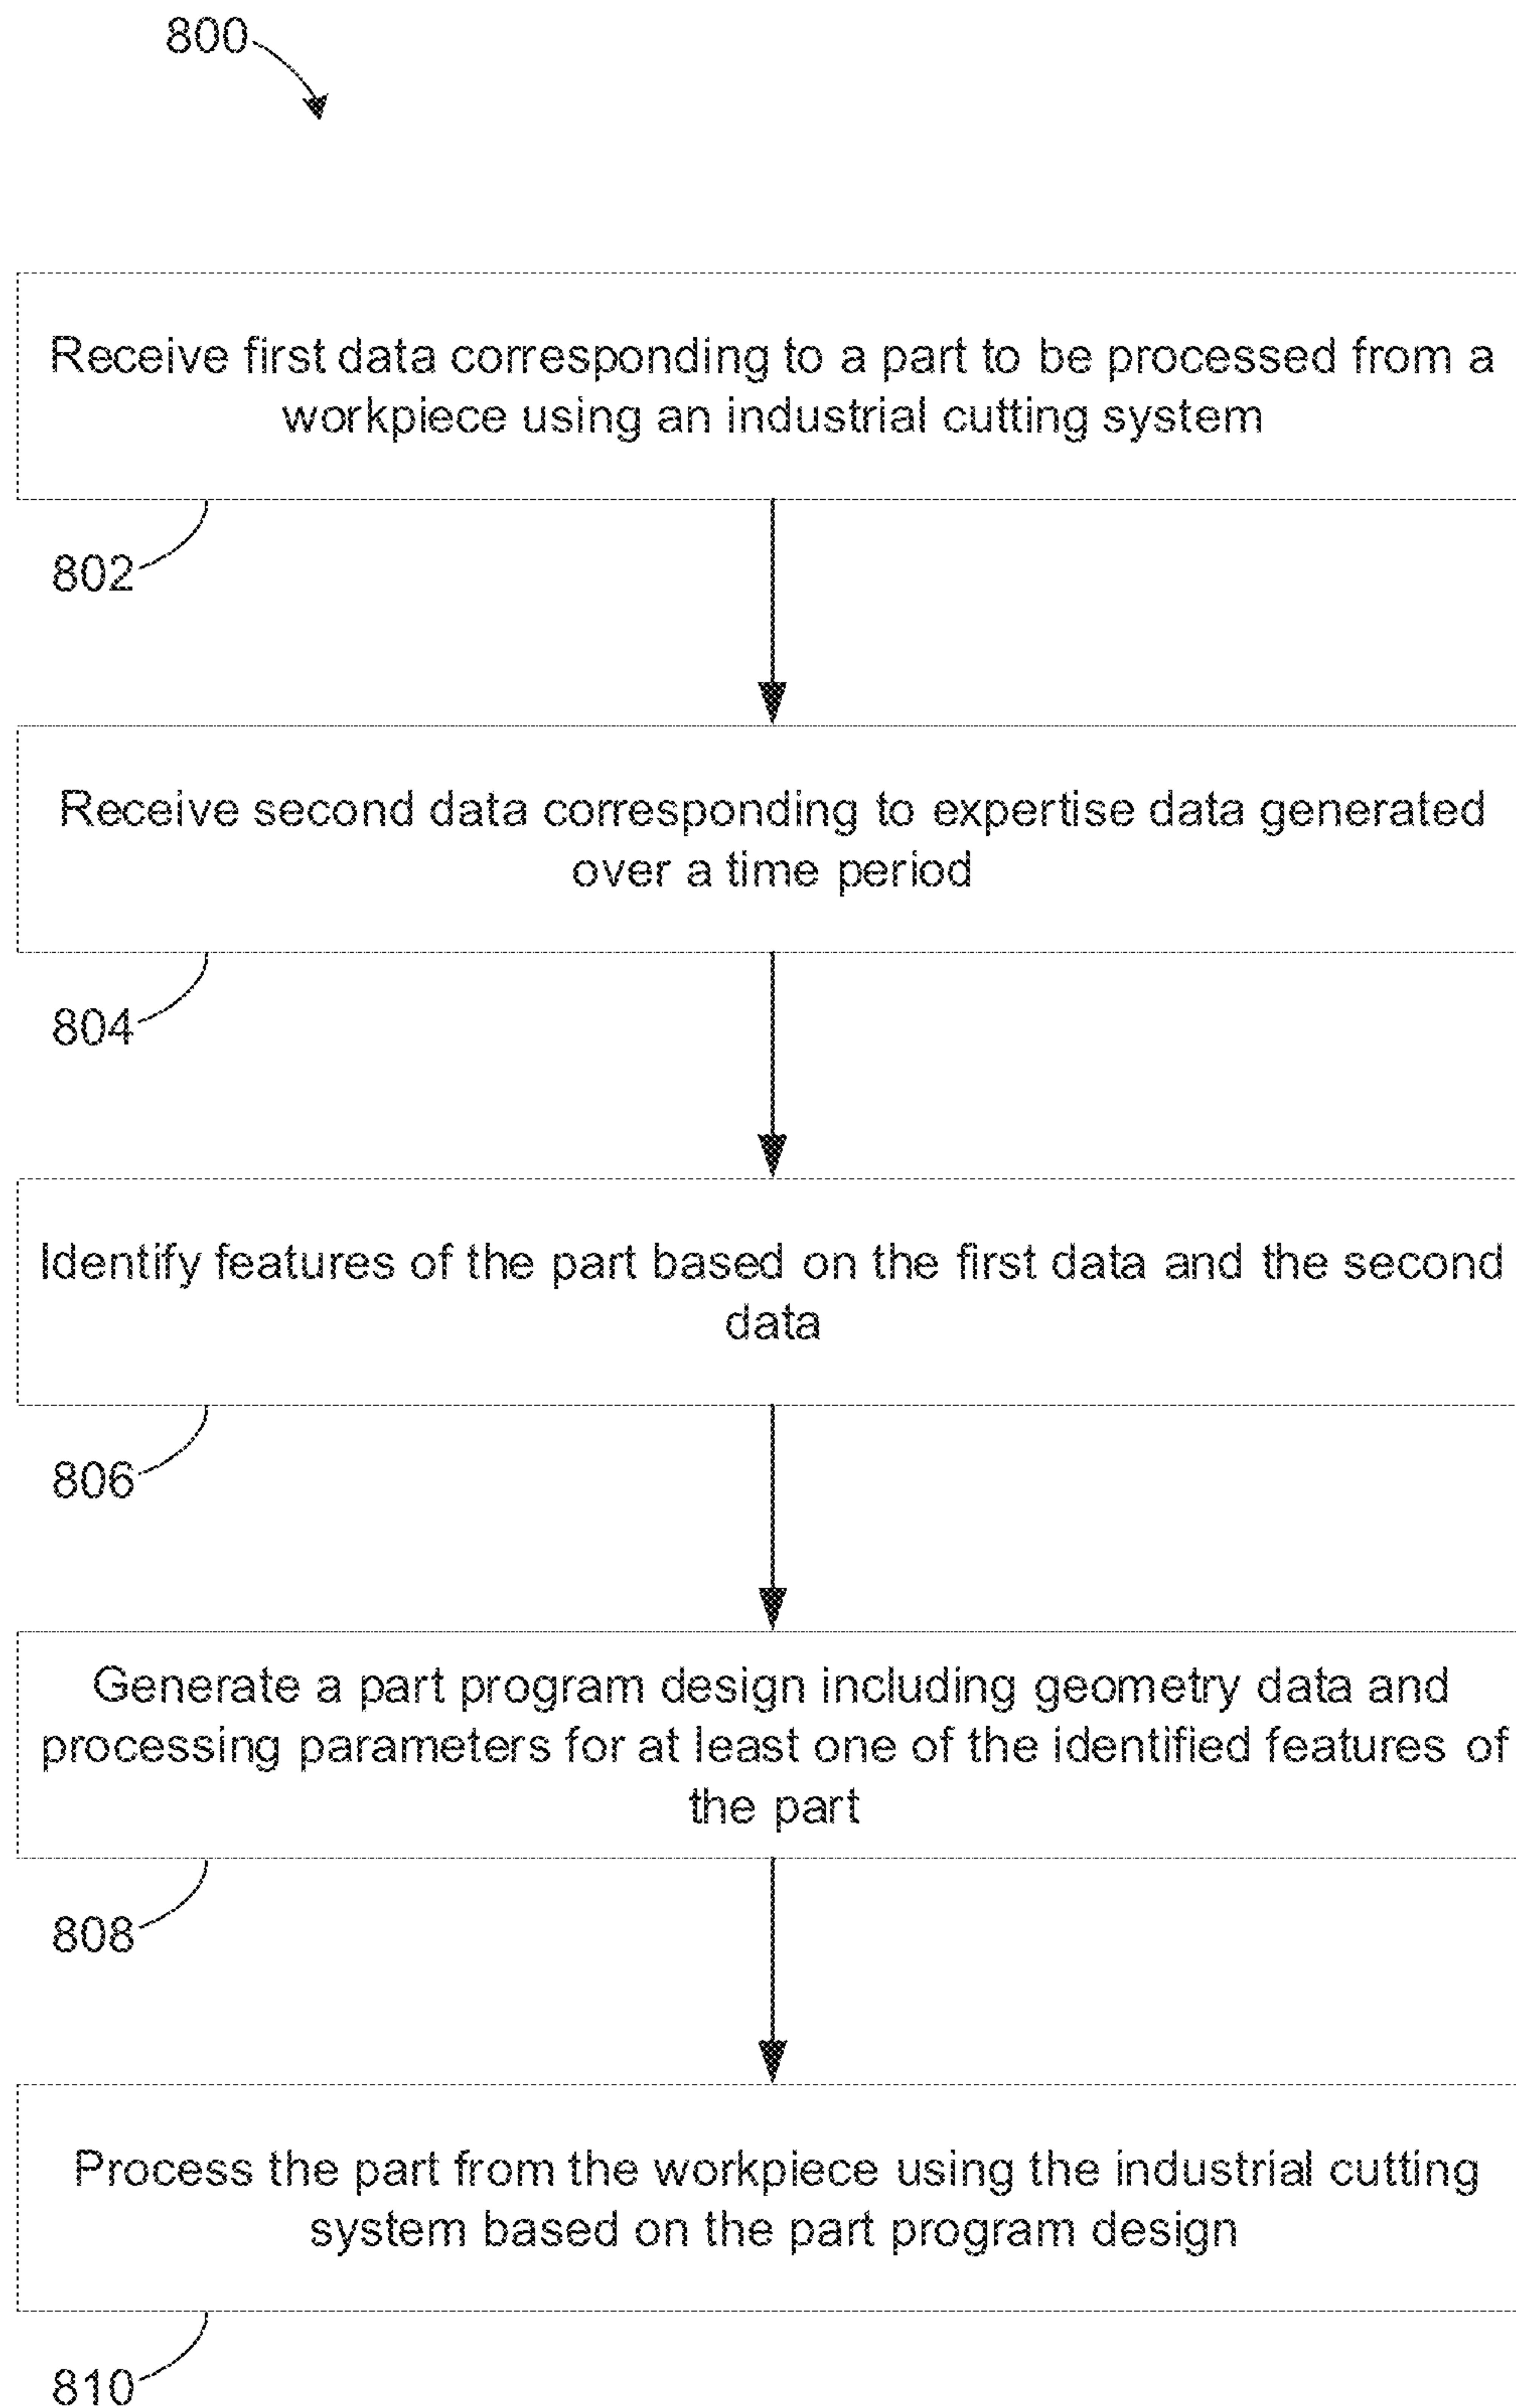 800
Receive first data corresponding to a part to be processed from a
workpiece using an industrial cutting system
802
Receive second data corresponding to expertise data generated
over a time period
804
Identify features of the part based on the first data and the second
data
806
Generate a part program design including geometry data and
processing parameters for at least one of the identified features of
the part
808
Process the part from the workpiece using the industrial cutting
system based on the part program design
810